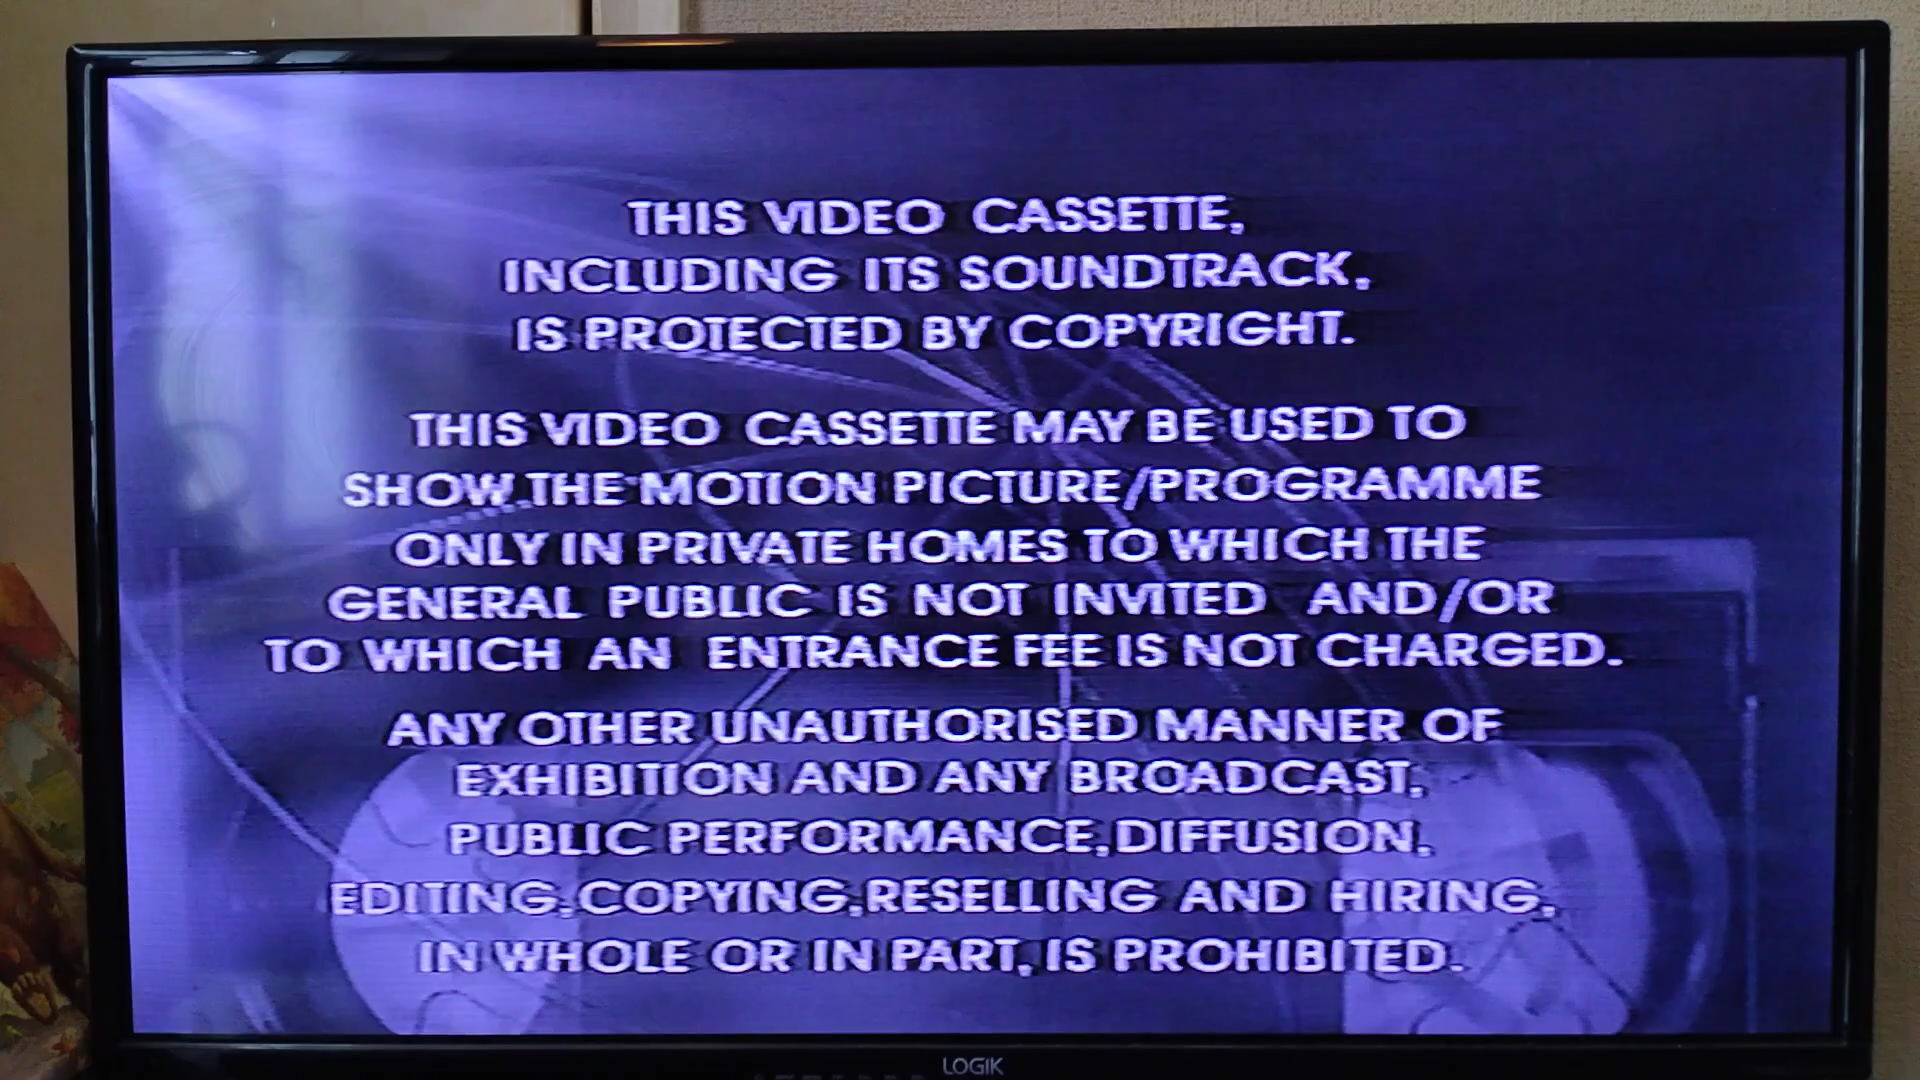 THIS VIDEO CASSETTE,
INCLUDING ITS SOUNDTRACK,
IS PROTECTED BY COPYRIGHT.
THIS VIDEO CASSETTE MAY BE USED TO
SHOW THE MOTION PICTURE/PROGRAMME
ONLY IN PRIVATE HOMES TO WHICH THE
GENERAL PUBLIC IS NOT INVITED AND/OR
TO WHICH AN ENTRANCE FEE IS NOT CHARGED.
ANY OTHER UNAUTHORISED MANNER OF
EXHIBITION AND ANY BROADCAST,
PUBLIC PERFORMANCE, DIFFUSION,
EDITING, COPYING, RESELLING AND HIRING,
IN WHOLE OR IN PART, IS PROHIBITED.
LOGIK